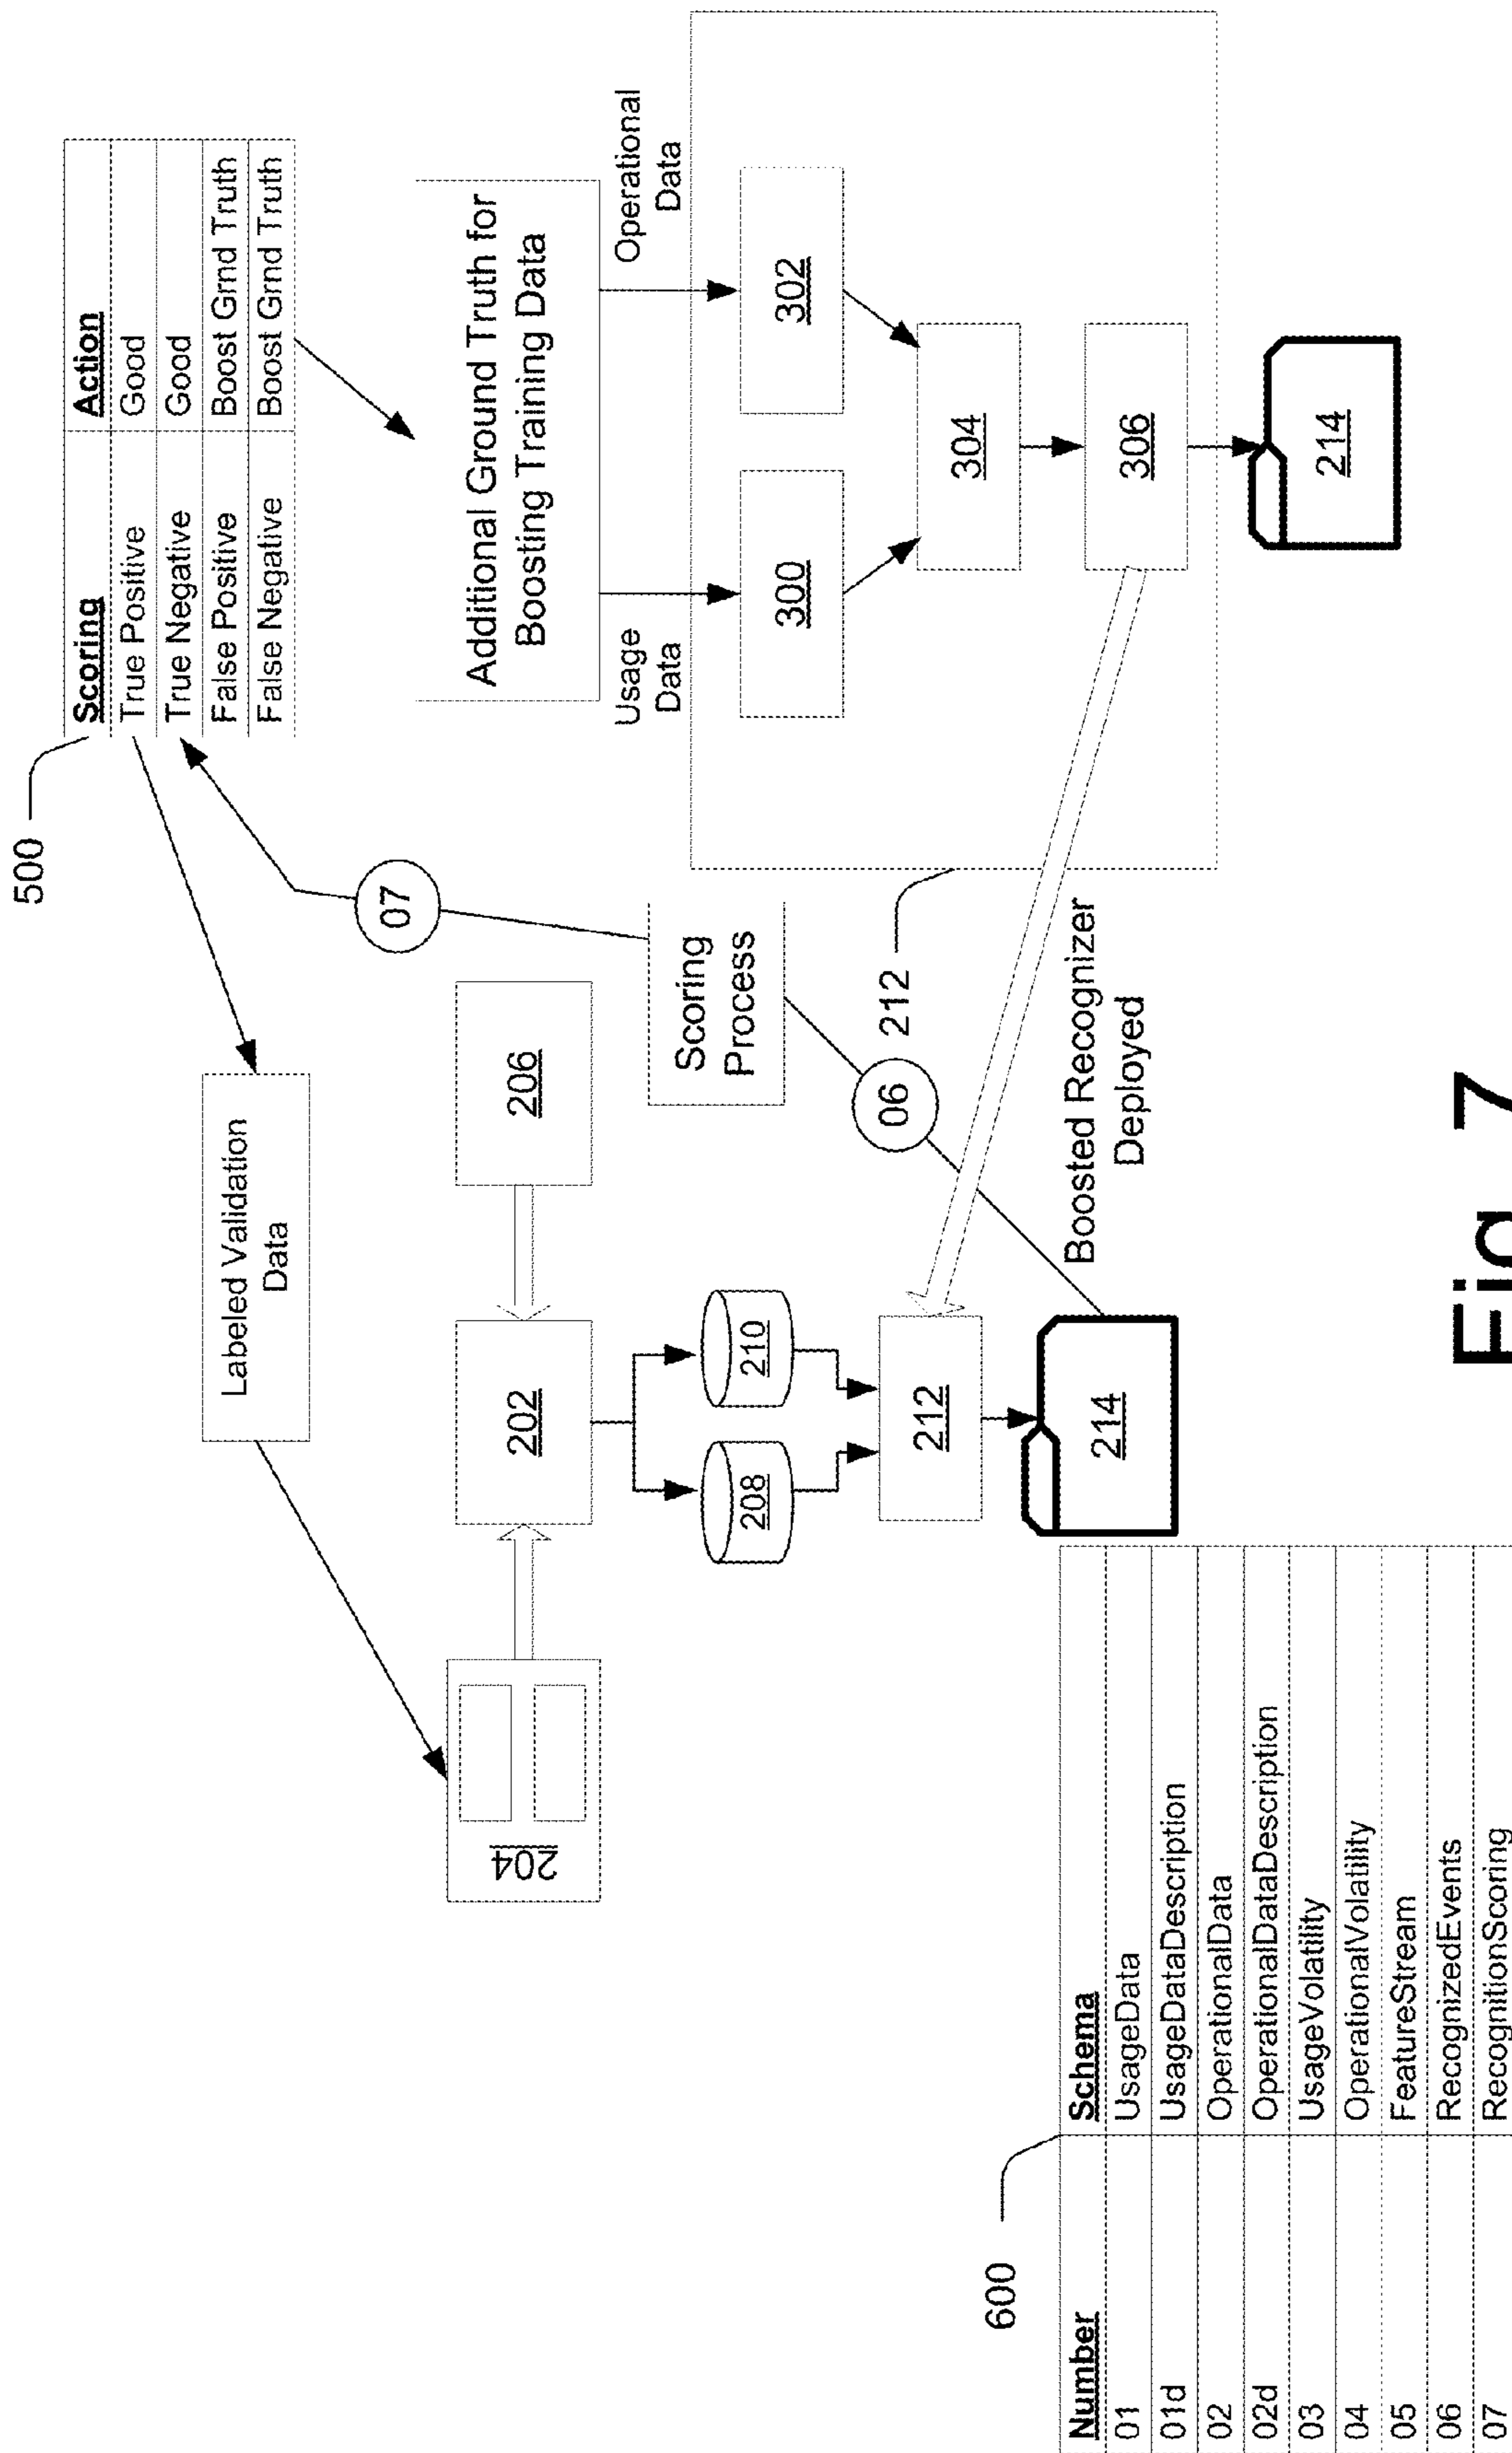 500
Scoring Action
True Positive Good
True Negative Good
False Positive Boost Grnd Truth
False Negative Boost Grnd Truth
Labeled Validation
Data
07
Additional Ground Truth for
Boosting Training Data
204
202
206
Scoring
Process
Usage
Data
Operational
Data
208
210
06
212
300
302
212
304
214
Boosted Recognizer
Deployed
306
214
600
Number Schema
01 UsageData
01d UsageDataDescription
02 OperationalData
02d OperationalDataDescription
03 UsageVolatility
04 OperationalVolatility
05 FeatureStream
06 RecognizedEvents
07 RecognitionScoring
Fig. 7